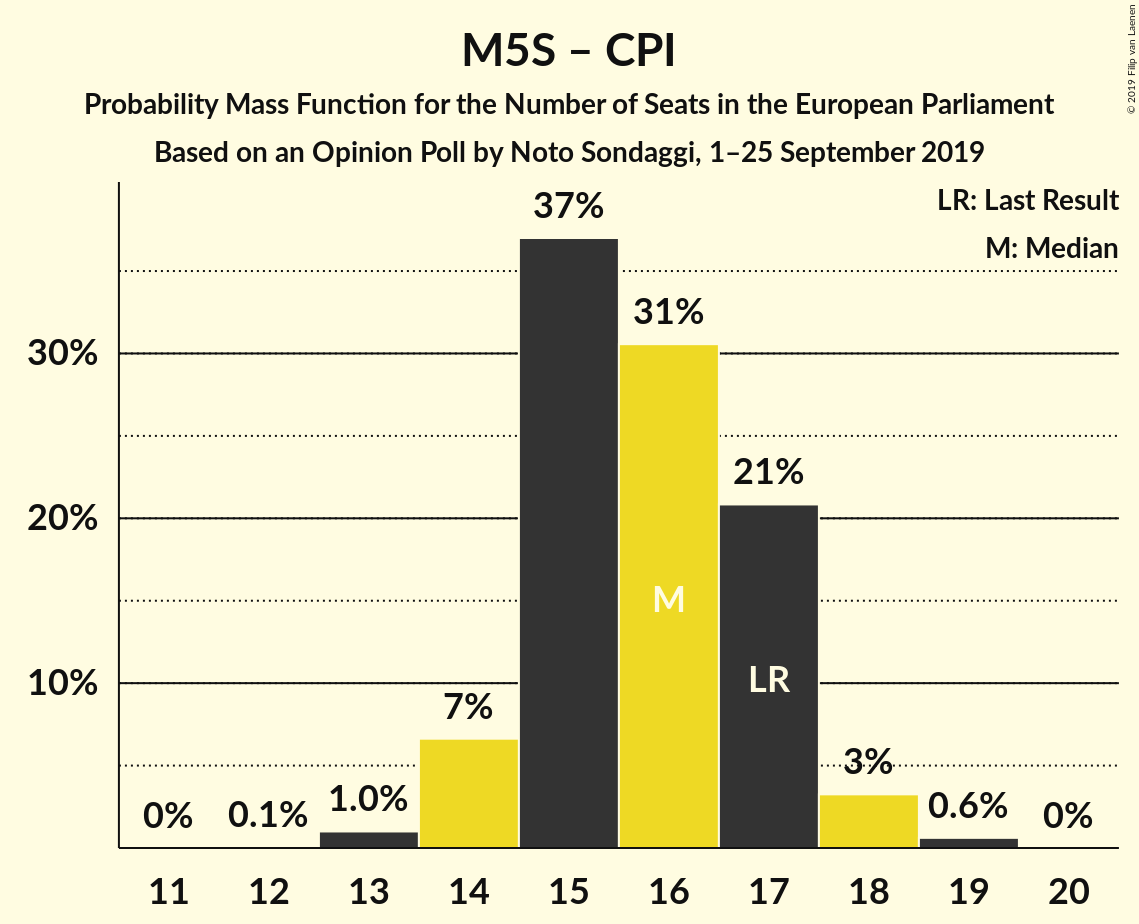 M5S – CPI
Probability Mass Function for the Number of Seats in the European Parliament
Based on an Opinion Poll by Noto Sondaggi, 1–25 September 2019
© 2019 Filip van Laenen
LR: Last Result
M: Median
37%
31%
30%
21%
20%
M
LR
10%
7%
3%
1.0%
0.6%
0%
0.1%
0%
11 12 13 14 15 16 17 18 19 20